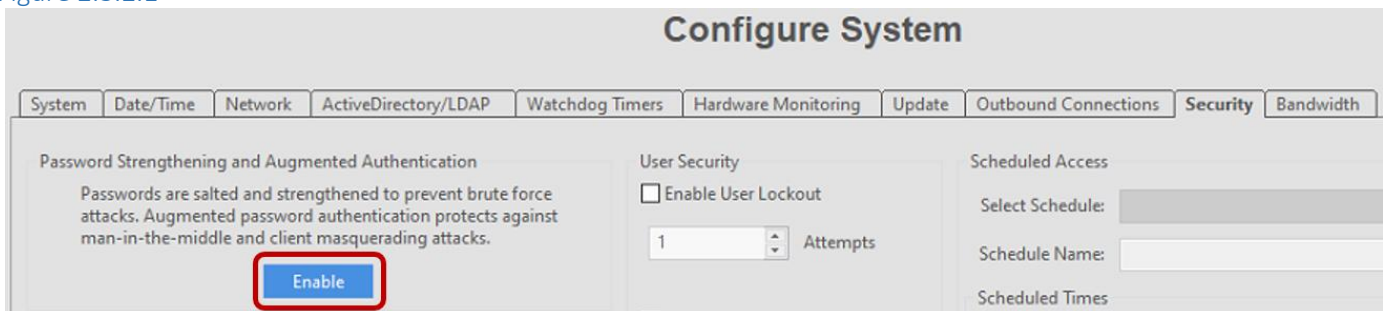 Configure System
System Date/Time Network ActiveDirectory/LDAP Watchdog Timers Hardware Monitoring Update Outbound Connections Security Bandwidth
Password Strengthening and Augmented Authentication
Passwords are salted and strengthened to prevent brute force
attacks. Augmented password authentication protects against
man-in-the-middle and client masquerading attacks.
Enable
User Security
Enable User Lockout
1 Attempts
Scheduled Access
Select Schedule:
Schedule Name:
Scheduled Times